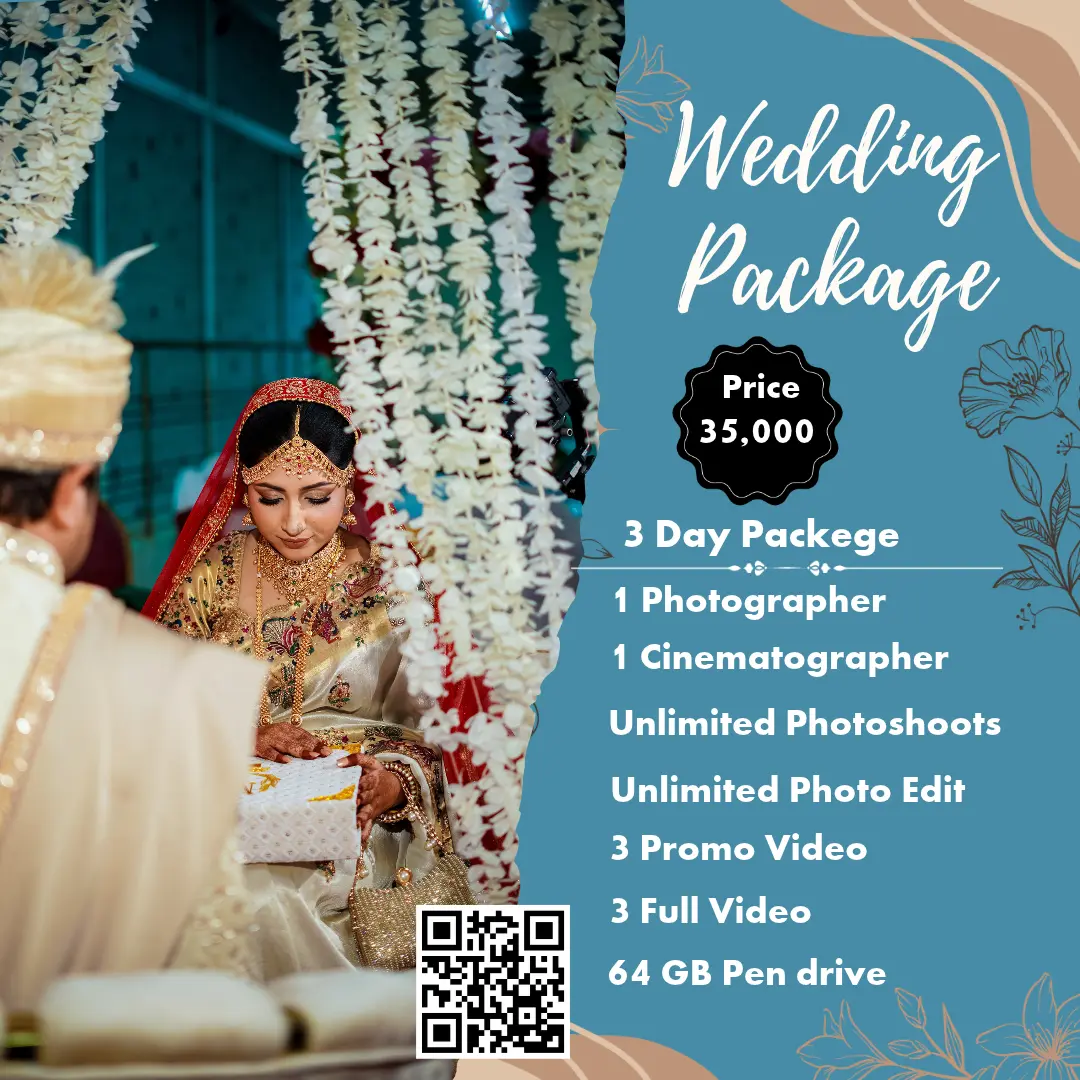 Wedding
Package
Price
35,000
3 Day Packege
1 Photographer
1 Cinematographer
Unlimited Photoshoots
Unlimited Photo Edit
3 Promo Video
3 Full Video
64 GB Pen drive